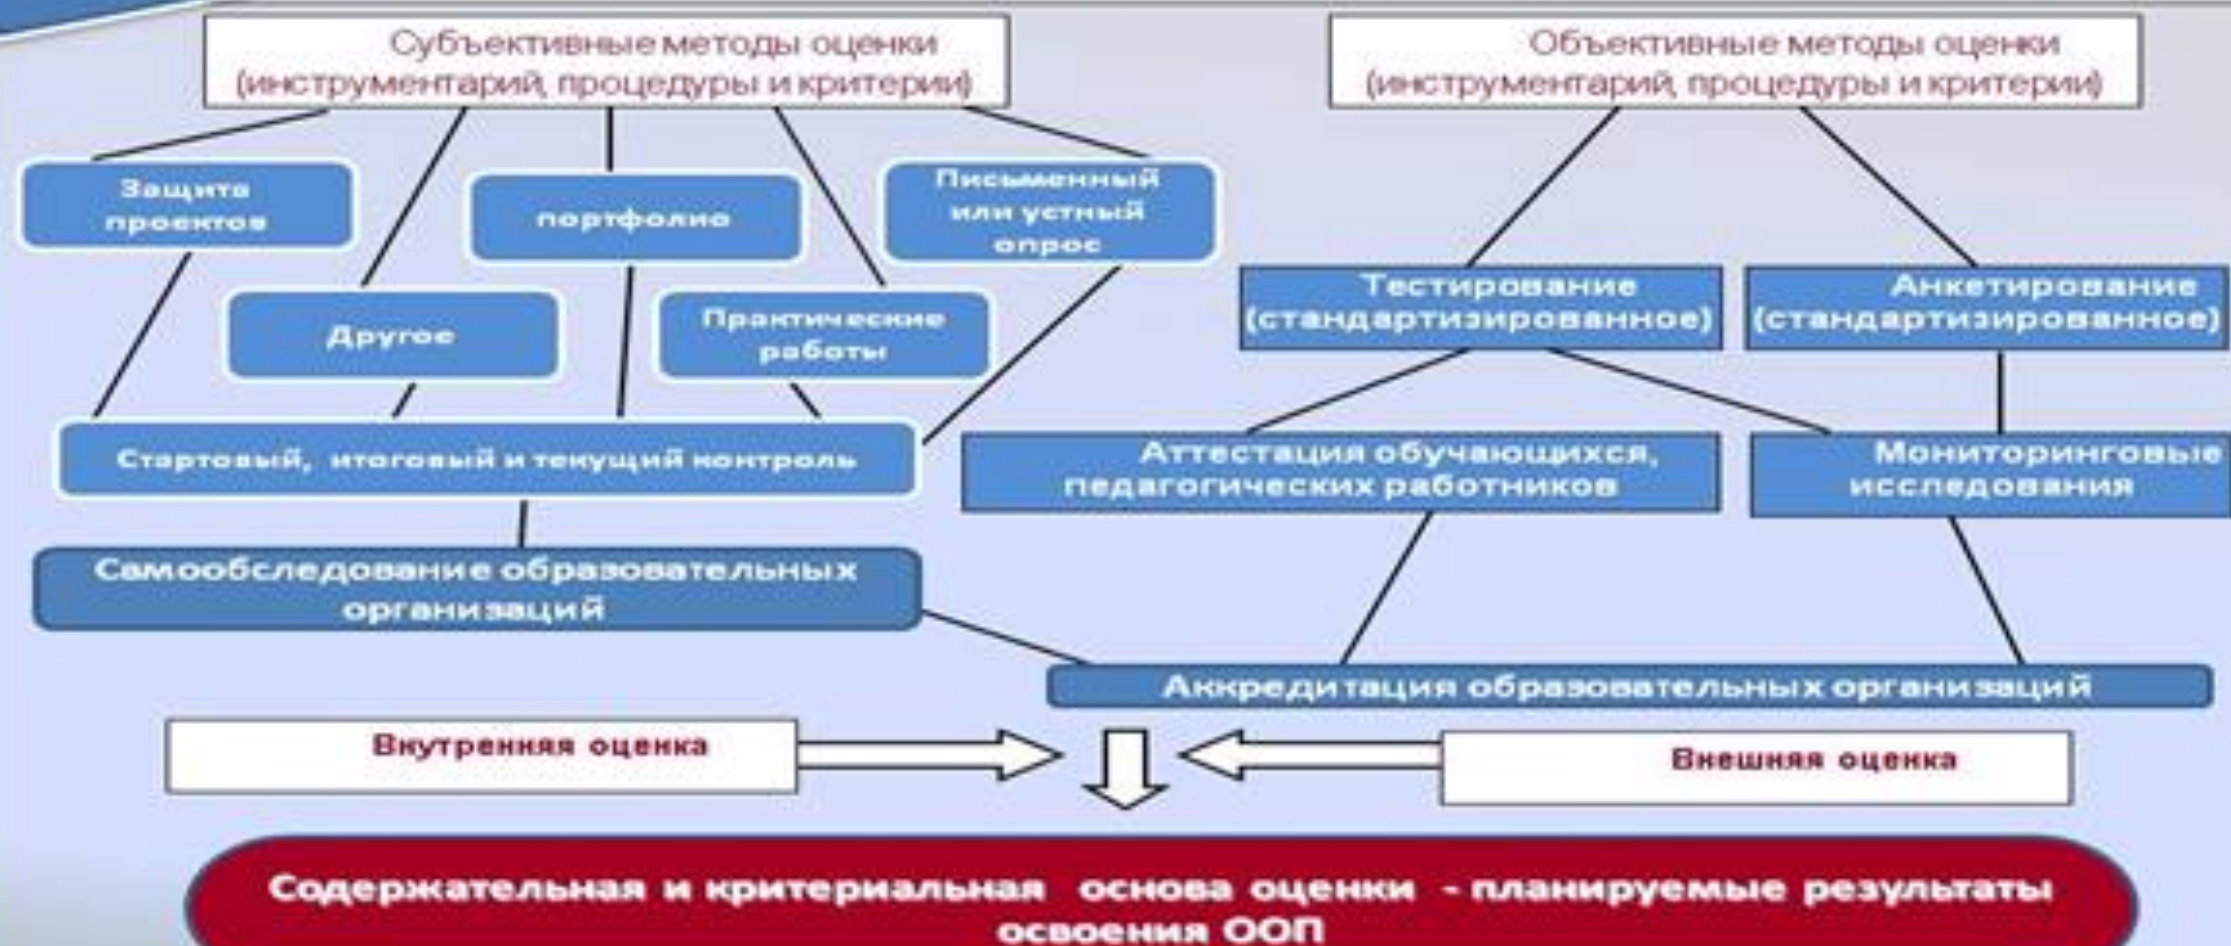 Субъективные методы оценки
(инструментарий, процедуры и критерии)
Объективные методы оценки
(инструментарий, процедуры и критерии)
Защита
проектов
портфолио
Письменный
или устный
опрос
Другое
Практические
работы
Тестирование
(стандартизированное)
Анкетирование
(стандартизированное)
Стартовый, итоговый и текущий контроль
Аттестация обучающихся,
педагогических работников
Мониторинговые
исследования
Самообследование образовательных
организаций
Аккредитация образовательных организаций
Внутренняя оценка
Внешняя оценка
Содержательная и критериальная основа оценки - планируемые результаты
освоения ООП